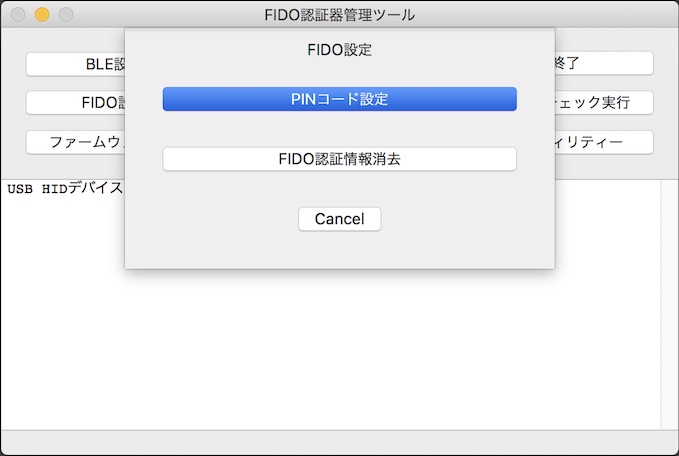 FIDO認証器管理ツール
FIDO設定
BLE設
PINコード設定
終了
FIDO設
ェック実行
ファームウ
FIDO認証情報消去
ィリティー
USB HIDデバイス
Cancel